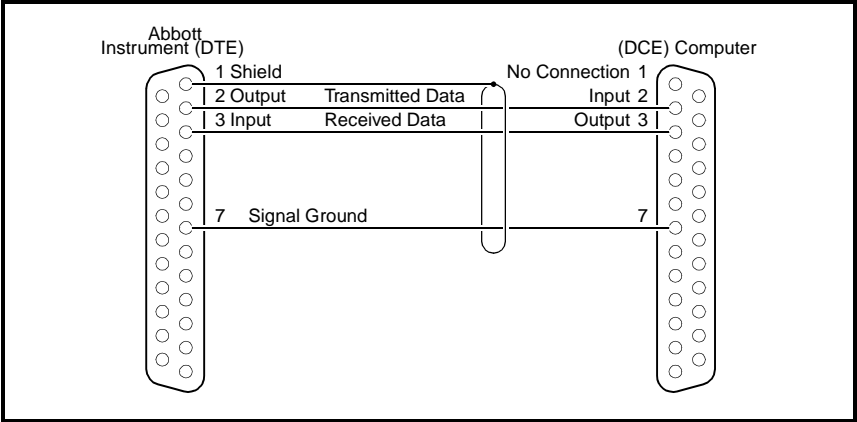 Abbott
Instrument (DTE)
(DCE) Computer
1 Shield
No Connection 1
2 Output Transmitted Data
Input 2
3 Input Received Data
Output 3
7 Signal Ground
7